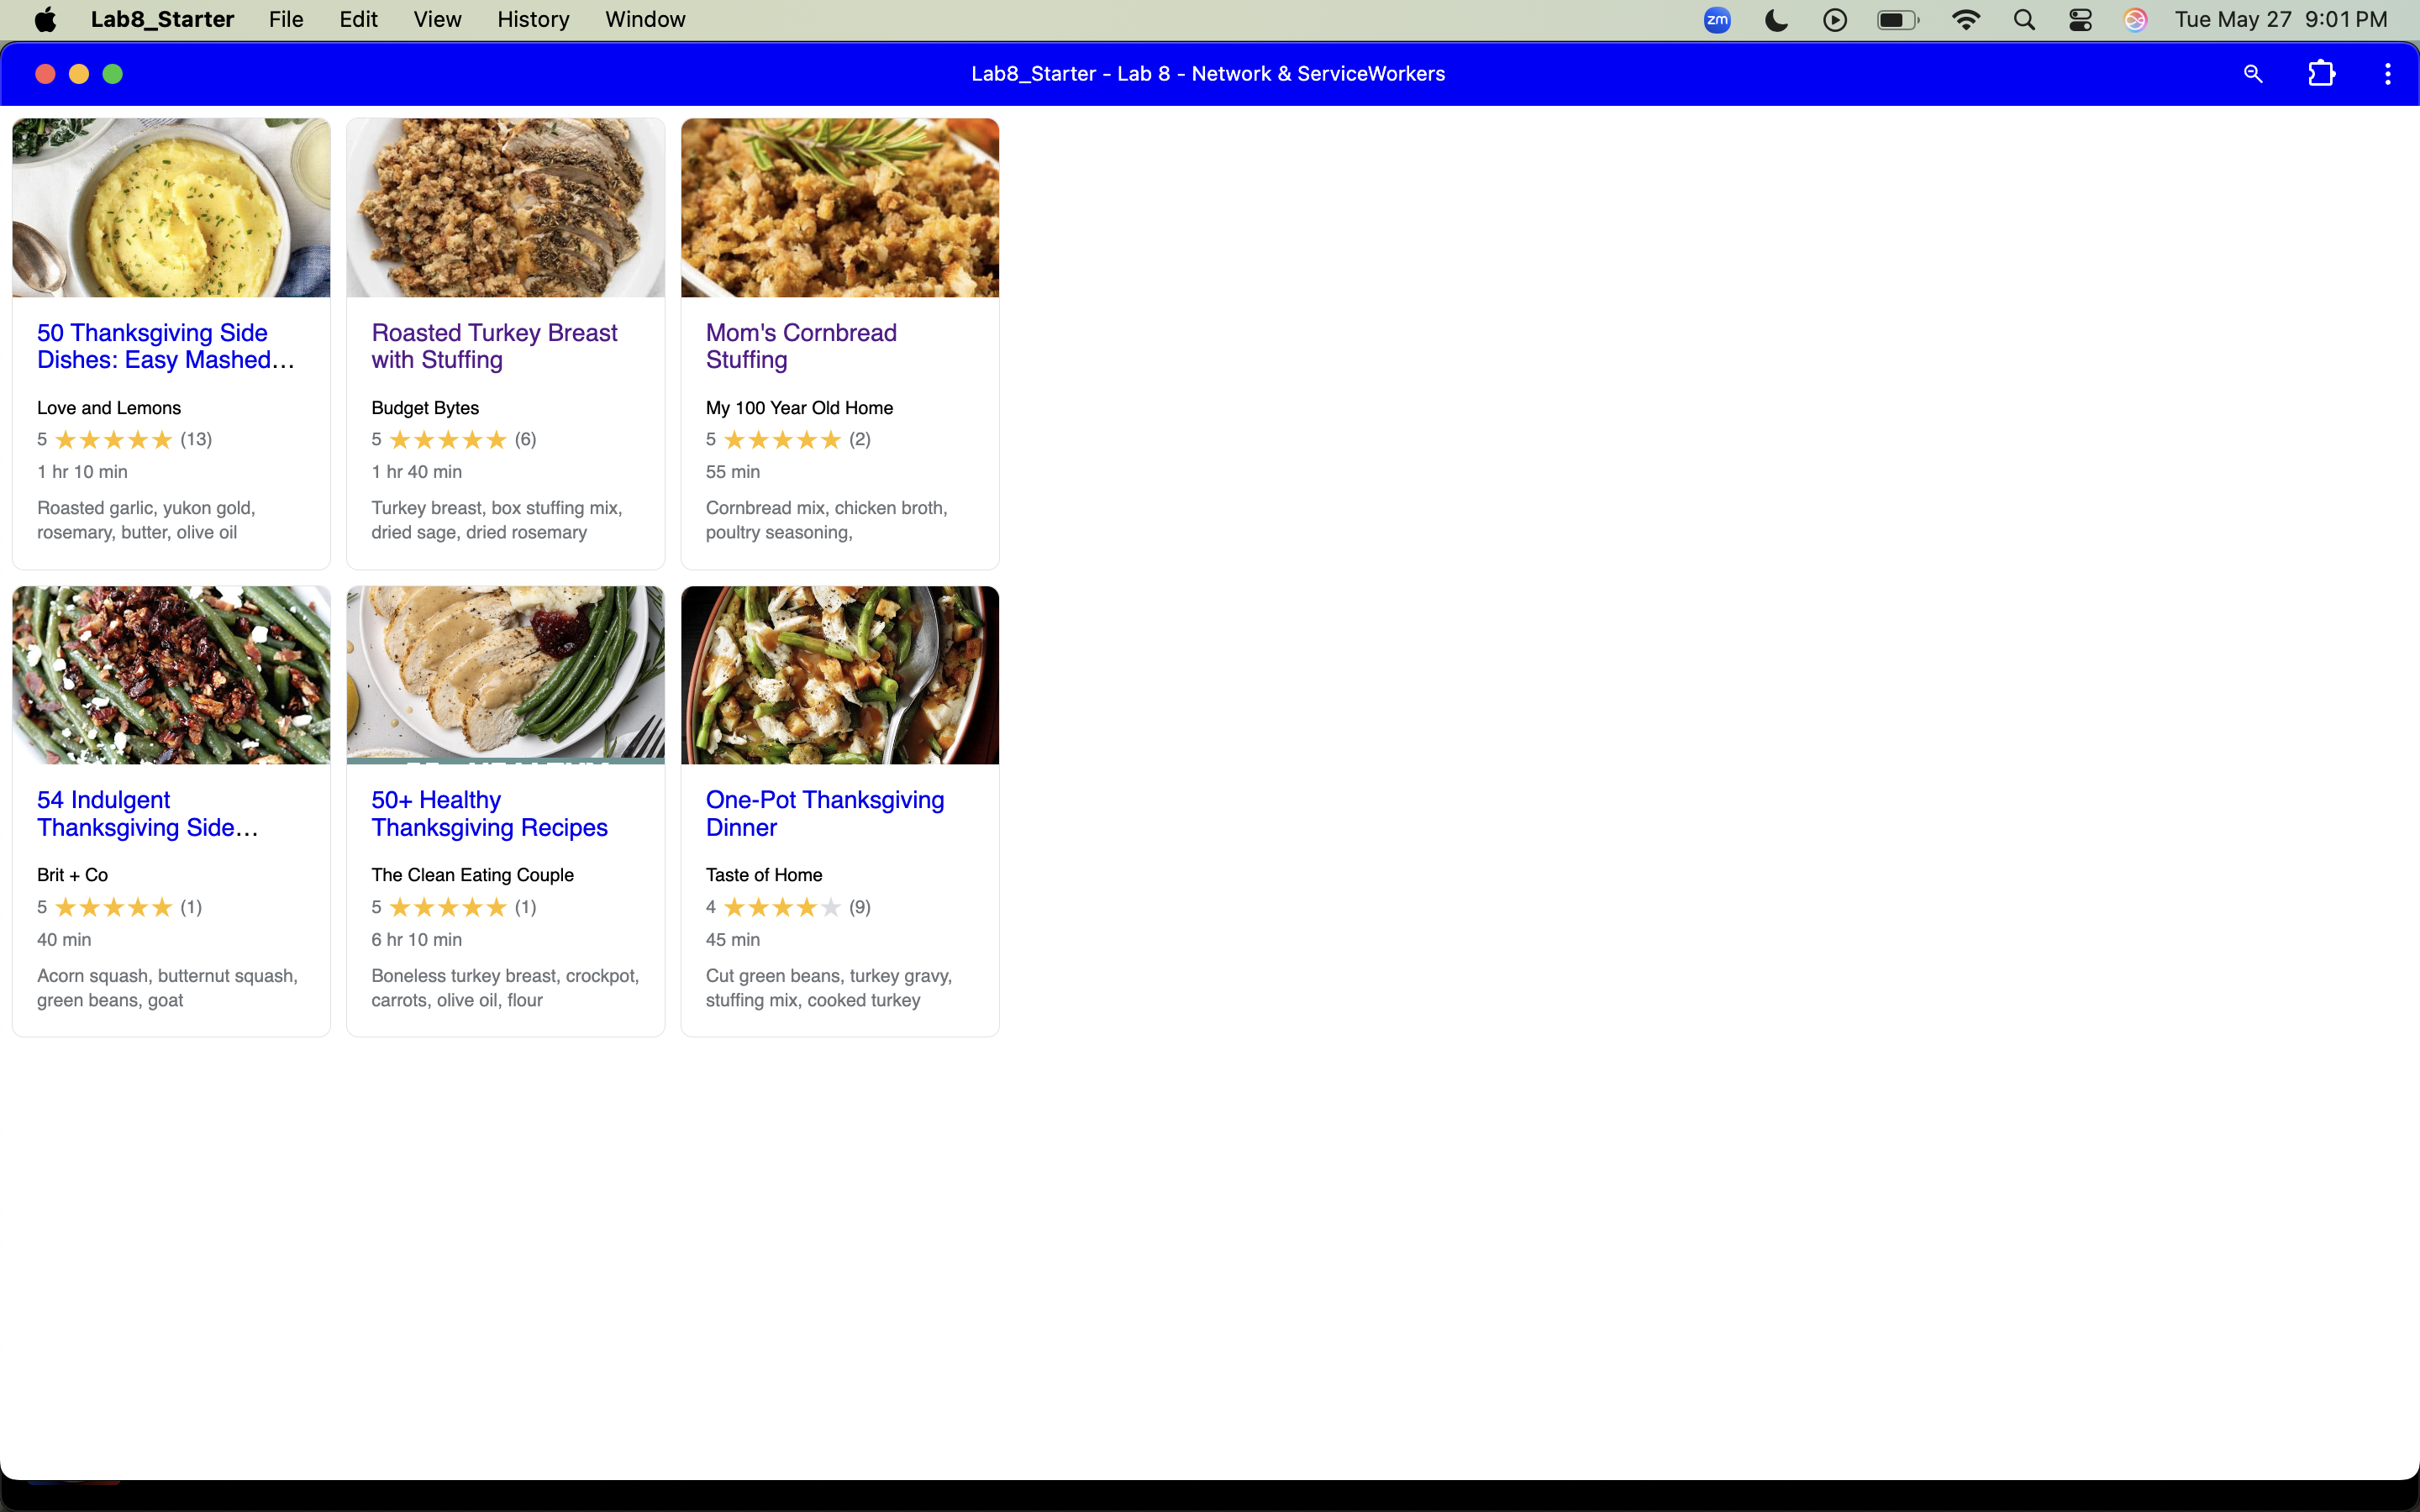 Lab8_Starter File Edit View History Window zm Tue May 27 9:01 PM
Lab8_Starter - Lab 8 - Network & ServiceWorkers
50 Thanksgiving Side
Dishes: Easy Mashed...
Love and Lemons
5 ★★★★★ (13)
1 hr 10 min
Roasted garlic, yukon gold,
rosemary, butter, olive oil
Roasted Turkey Breast
with Stuffing
Budget Bytes
5 ★★★★★ (6)
1 hr 40 min
Turkey breast, box stuffing mix,
dried sage, dried rosemary
Mom's Cornbread
Stuffing
My 100 Year Old Home
5 ★★★★★ (2)
55 min
Cornbread mix, chicken broth,
poultry seasoning,
54 Indulgent
Thanksgiving Side...
Brit + Co
5 ★★★★★ (1)
40 min
Acorn squash, butternut squash,
green beans, goat
50+ Healthy
Thanksgiving Recipes
The Clean Eating Couple
5 ★★★★★ (1)
6 hr 10 min
Boneless turkey breast, crockpot,
carrots, olive oil, flour
One-Pot Thanksgiving
Dinner
Taste of Home
4 ★★★★★ (9)
45 min
Cut green beans, turkey gravy,
stuffing mix, cooked turkey